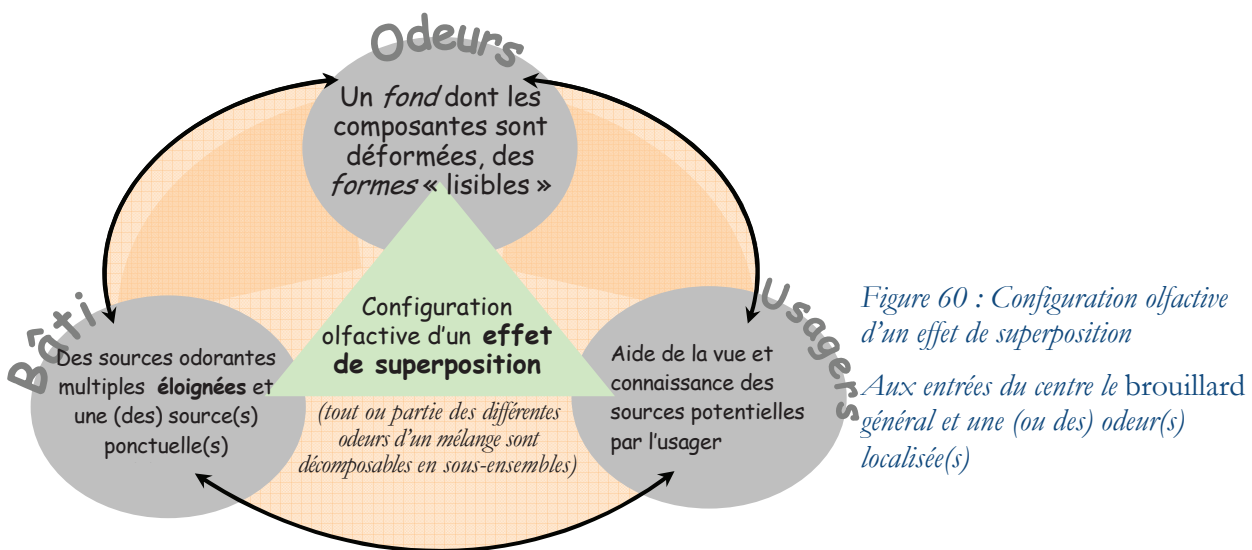 Odeurs
Un fond dont les
composantes sont
déformées, des
formes « lisibles »
Bâti
Des sources odorantes
multiples éloignées et
une (des) source(s)
ponctuelle(s)
Configuration
olfactive d'un effet
de superposition
(tout ou partie des différentes
odeurs d'un mélange sont
décomposables en sous-ensembles)
Usagers
Aide de la vue et
connaissance des
sources potentielles
par l'usager
Figure 60 : Configuration olfactive
d'un effet de superposition
Aux entrées du centre le brouillard
général et une (ou des) odeur(s)
localisée(s)